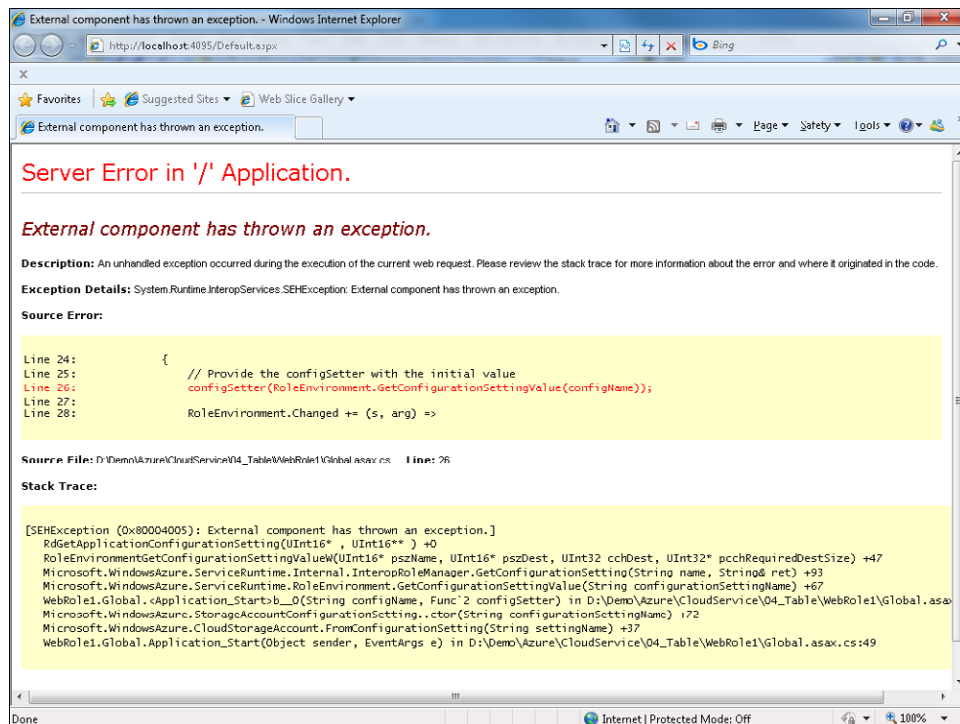 External component has thrown an exception. - Windows Internet Explorer
http://localhost:4095/Default.aspx
Bing
x
Favorites
Suggested Sites
Web Slice Gallery
External component has thrown an exception.
Page
Safety
Tools
Server Error in '/' Application.
External component has thrown an exception.
Description: An unhandled exception occurred during the execution of the current web request. Please review the stack trace for more information about the error and where it originated in the code.
Exception Details: System.Runtime.InteropServices.SEHException: External component has thrown an exception.
Source Error:
Line 24: {
Line 25: // Provide the configSetter with the initial value
Line 26: configSetter(RoleEnvironment.GetConfigurationSettingValue(configName));
Line 27:
Line 28: RoleEnvironment.Changed += (s, arg) =>
Source File: D:\Demo\Azure\CloudService\04_Table\WebRole1\Global.asax.cs Line: 26
Stack Trace:
[SEHException (0x80004005): External component has thrown an exception.]
RdGetApplicationConfigurationSetting(UInt16* , UInt16** ) +0
RoleEnvironmentGetConfigurationSettingValueW(UInt16* pszName, UInt16* pszDest, UInt32 cchDest, UInt32* pcchRequiredDestSize) +47
Microsoft.WindowsAzure.ServiceRuntime.Internal.InteropRoleManager.GetConfigurationSetting(String name, String& ret) +93
Microsoft.WindowsAzure.ServiceRuntime.RoleEnvironment.GetConfigurationSettingValue(String configurationSettingName) +67
WebRole1.Global.<Application_Start>b__0(String configName, Func`2 configSetter) in D:\Demo\Azure\CloudService\04_Table\WebRole1\Global.asax
Microsoft.WindowsAzure.StorageAccountConfigurationSetting..ctor(String configurationSettingName) +72
Microsoft.WindowsAzure.CloudStorageAccount.FromConfigurationSetting(String settingName) +37
WebRole1.Global.Application_Start(Object sender, EventArgs e) in D:\Demo\Azure\CloudService\04_Table\WebRole1\Global.asax.cs:49
Done
Internet | Protected Mode: Off
100%